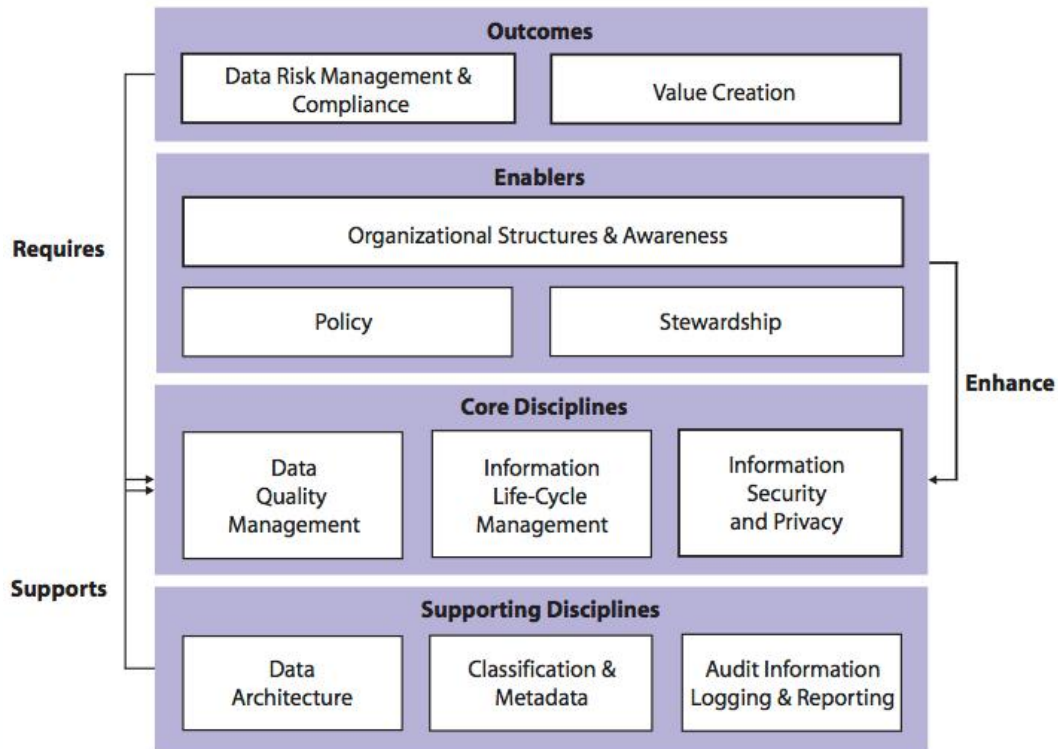 Outcomes
Data Risk Management &
Compliance
Value Creation
Enablers
Organizational Structures & Awareness
Requires
Policy
Stewardship
Enhance
Core Disciplines
Data
Quality
Management
Information
Life-Cycle
Management
Information
Security
and Privacy
Supports
Supporting Disciplines
Data
Architecture
Classification &
Metadata
Audit Information
Logging & Reporting